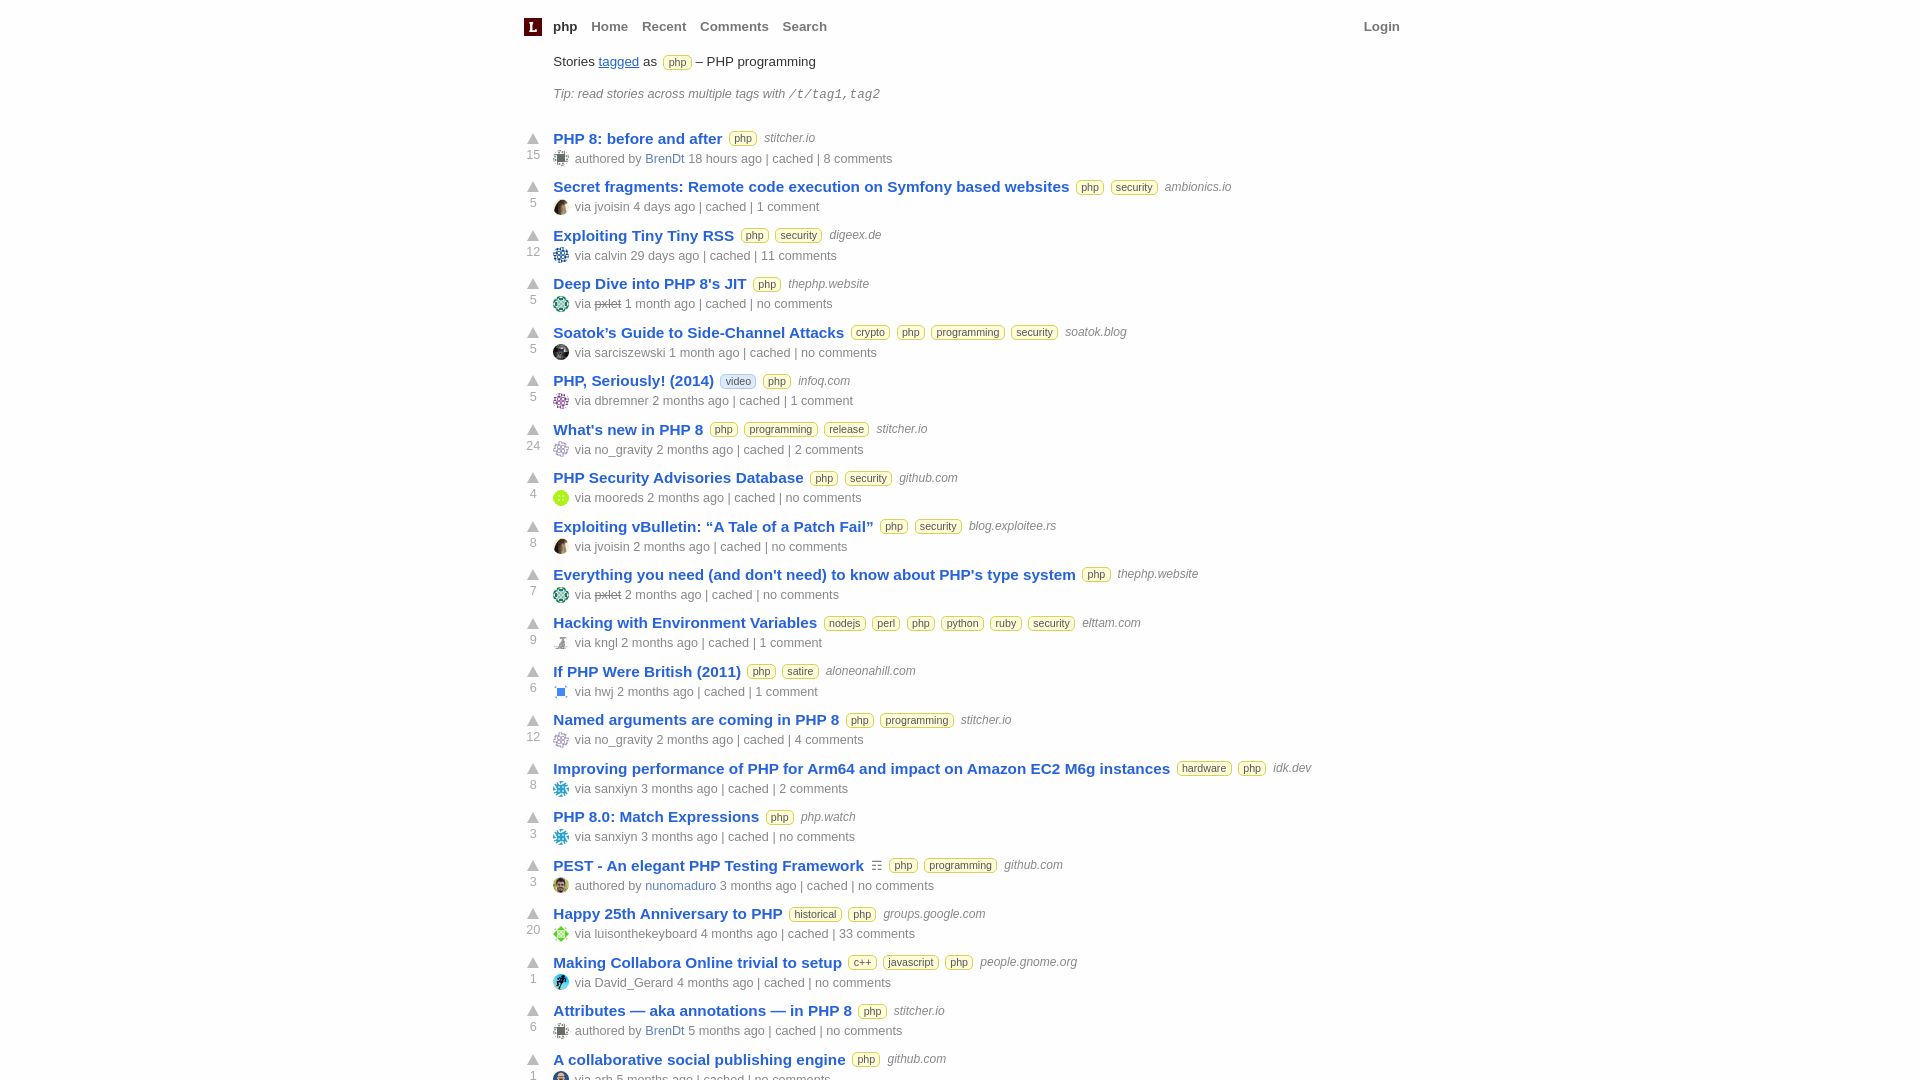 L php Home Recent Comments Search Login
Stories tagged as php – PHP programming
Tip: read stories across multiple tags with /t/tag1,tag2
PHP 8: before and after php stitcher.io
15 authored by BrenDt 18 hours ago | cached | 8 comments
Secret fragments: Remote code execution on Symfony based websites php security ambionics.io
5 via jvoisin 4 days ago | cached | 1 comment
Exploiting Tiny Tiny RSS php security digeex.de
12 via calvin 29 days ago | cached | 11 comments
Deep Dive into PHP 8's JIT php thephp.website
5 via pxlet 1 month ago | cached | no comments
Soatok’s Guide to Side-Channel Attacks crypto php programming security soatok.blog
5 via sarciszewski 1 month ago | cached | no comments
PHP, Seriously! (2014) video php infoq.com
5 via dbremner 2 months ago | cached | 1 comment
What's new in PHP 8 php programming release stitcher.io
24 via no_gravity 2 months ago | cached | 2 comments
PHP Security Advisories Database php security github.com
4 via mooreds 2 months ago | cached | no comments
Exploiting vBulletin: “A Tale of a Patch Fail” php security blog.exploitee.rs
8 via jvoisin 2 months ago | cached | no comments
Everything you need (and don't need) to know about PHP's type system php thephp.website
7 via pxlet 2 months ago | cached | no comments
Hacking with Environment Variables nodejs perl php python ruby security elttam.com
9 via kngl 2 months ago | cached | 1 comment
If PHP Were British (2011) php satire aloneonahill.com
6 via hwj 2 months ago | cached | 1 comment
Named arguments are coming in PHP 8 php programming stitcher.io
12 via no_gravity 2 months ago | cached | 4 comments
Improving performance of PHP for Arm64 and impact on Amazon EC2 M6g instances hardware php idk.dev
8 via sanxiyn 3 months ago | cached | 2 comments
PHP 8.0: Match Expressions php php.watch
3 via sanxiyn 3 months ago | cached | no comments
PEST - An elegant PHP Testing Framework ☶ php programming github.com
3 authored by nunomaduro 3 months ago | cached | no comments
Happy 25th Anniversary to PHP historical php groups.google.com
20 via luisonthekeyboard 4 months ago | cached | 33 comments
Making Collabora Online trivial to setup c++ javascript php people.gnome.org
1 via David_Gerard 4 months ago | cached | no comments
Attributes — aka annotations — in PHP 8 php stitcher.io
6 authored by BrenDt 5 months ago | cached | no comments
A collaborative social publishing engine php github.com
1 via arh 5 months ago | cached | no comments